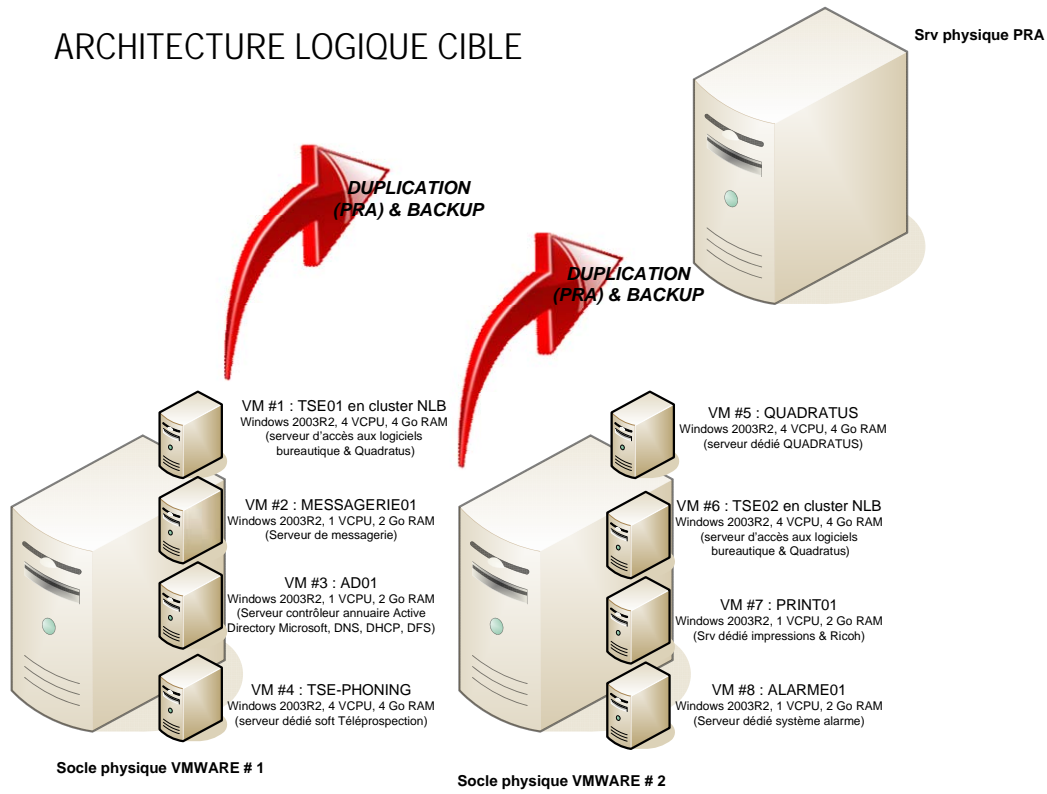 ARCHITECTURE LOGIQUE CIBLE
Srv physique PRA
DUPLICATION
(PRA) & BACKUP
DUPLICATION
(PRA) & BACKUP
VM #1 : TSE01 en cluster NLB
Windows 2003R2, 4 VCPU, 4 Go RAM
(serveur d'accès aux logiciels
bureautique & Quadratus)
VM #2 : MESSAGERIE01
Windows 2003R2, 1 VCPU, 2 Go RAM
(Serveur de messagerie)
VM #3 : AD01
Windows 2003R2, 1 VCPU, 2 Go RAM
(Serveur contrôleur annuaire Active
Directory Microsoft, DNS, DHCP, DFS)
VM #4 : TSE-PHONING
Windows 2003R2, 4 VCPU, 4 Go RAM
(serveur dédié soft Téléprospection)
Socle physique VMWARE # 1
VM #5 : QUADRATUS
Windows 2003R2, 4 VCPU, 4 Go RAM
(serveur dédié QUADRATUS)
VM #6 : TSE02 en cluster NLB
Windows 2003R2, 4 VCPU, 4 Go RAM
(serveur d'accès aux logiciels
bureautique & Quadratus)
VM #7 : PRINT01
Windows 2003R2, 1 VCPU, 2 Go RAM
(Srv dédié impressions & Ricoh)
VM #8 : ALARME01
Windows 2003R2, 1 VCPU, 2 Go RAM
(Serveur dédié système alarme)
Socle physique VMWARE # 2